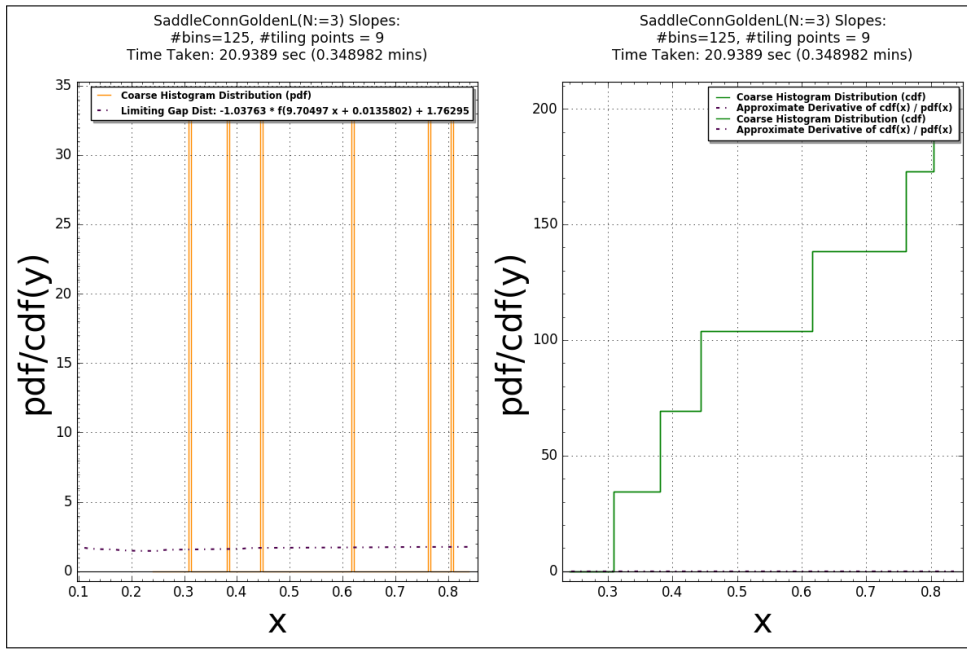 SaddleConnGoldenL(N:=3) Slopes:
#bins=125, #tiling points = 9
Time Taken: 20.9389 sec (0.348982 mins)
35
30
25
20
15
10
5
0
pdf/cdf(y)
Coarse Histogram Distribution (pdf)
Limiting Gap Dist: -1.03763 * f(9.70497 x + 0.0135802) + 1.76295
0.1 0.2 0.3 0.4 0.5 0.6 0.7 0.8
x
SaddleConnGoldenL(N:=3) Slopes:
#bins=125, #tiling points = 9
Time Taken: 20.9389 sec (0.348982 mins)
200
150
100
50
0
pdf/cdf(y)
Coarse Histogram Distribution (cdf)
Approximate Derivative of cdf(x) / pdf(x)
Coarse Histogram Distribution (cdf)
Approximate Derivative of cdf(x) / pdf(x)
0.3 0.4 0.5 0.6 0.7 0.8
x